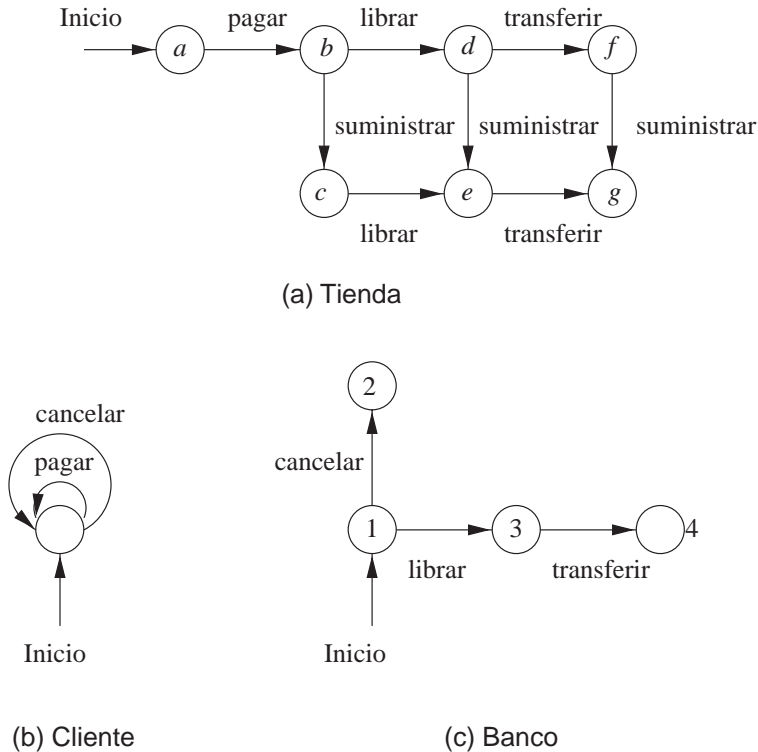 Inicio pagar librar transferir
a b d f
suministrar suministrar suministrar
c e g
librar transferir
(a) Tienda
2
cancelar
pagar
cancelar
1 3 4
librar transferir
Inicio Inicio
(b) Cliente (c) Banco